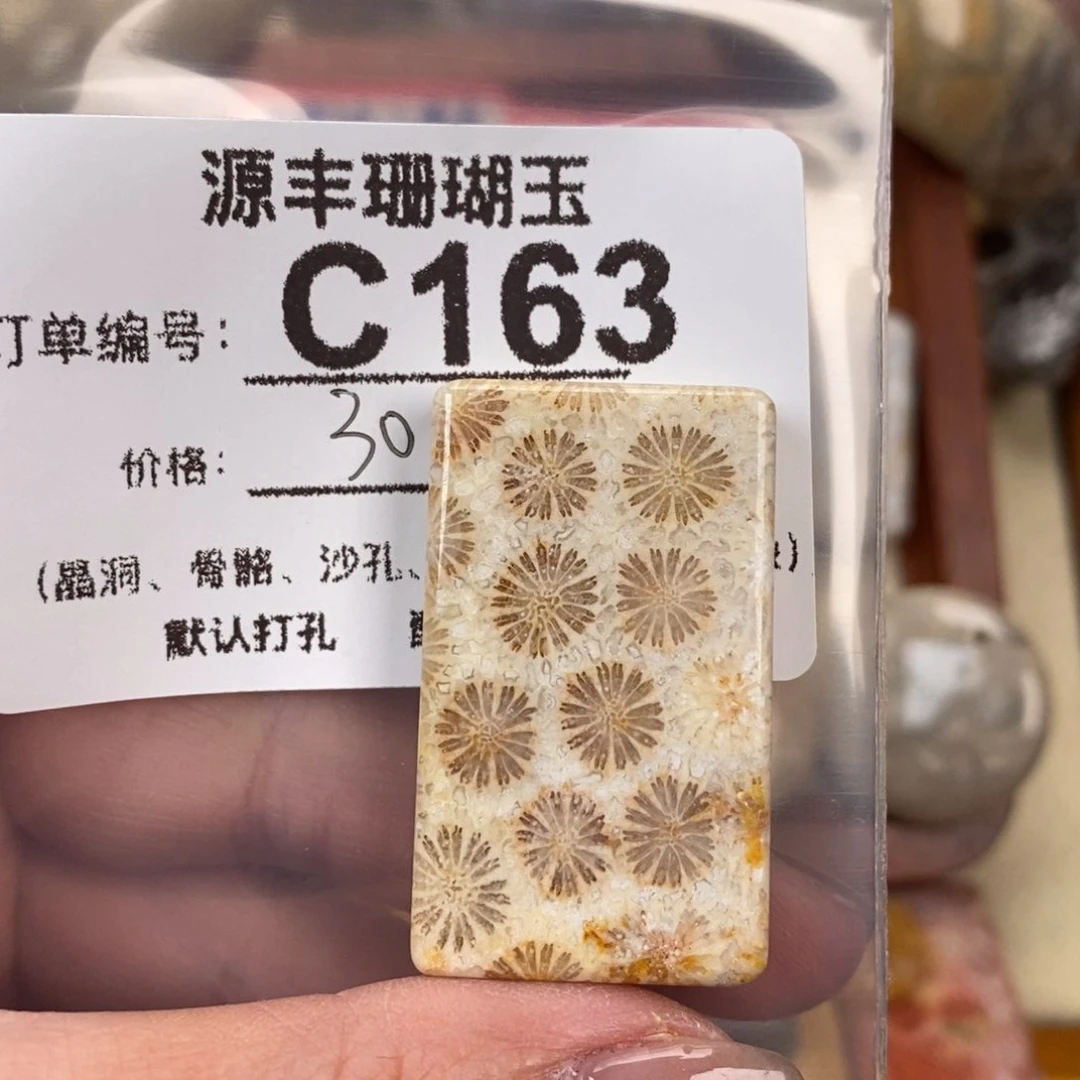 源丰珊瑚玉
订单编号: C163
价格: 30
(晶洞、骨骼、沙孔、
默认打孔